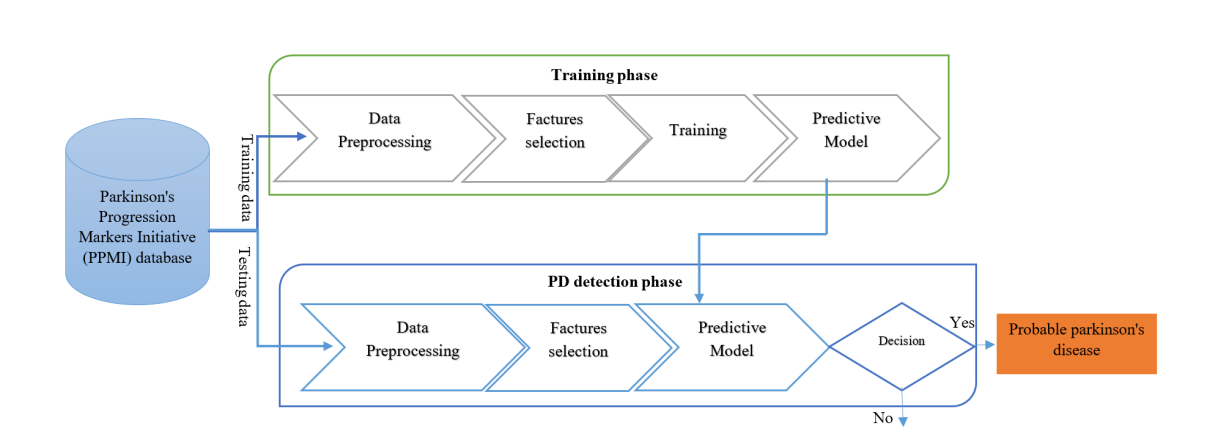 Training phase
Data
Preprocessing
Factures
selection
Training
Predictive
Model
Parkinson's
Progression
Markers Initiative
(PPMI) database
Training data
Testing data
PD detection phase
Data
Preprocessing
Factures
selection
Predictive
Model
Decision
Yes
No
Probable parkinson's
disease